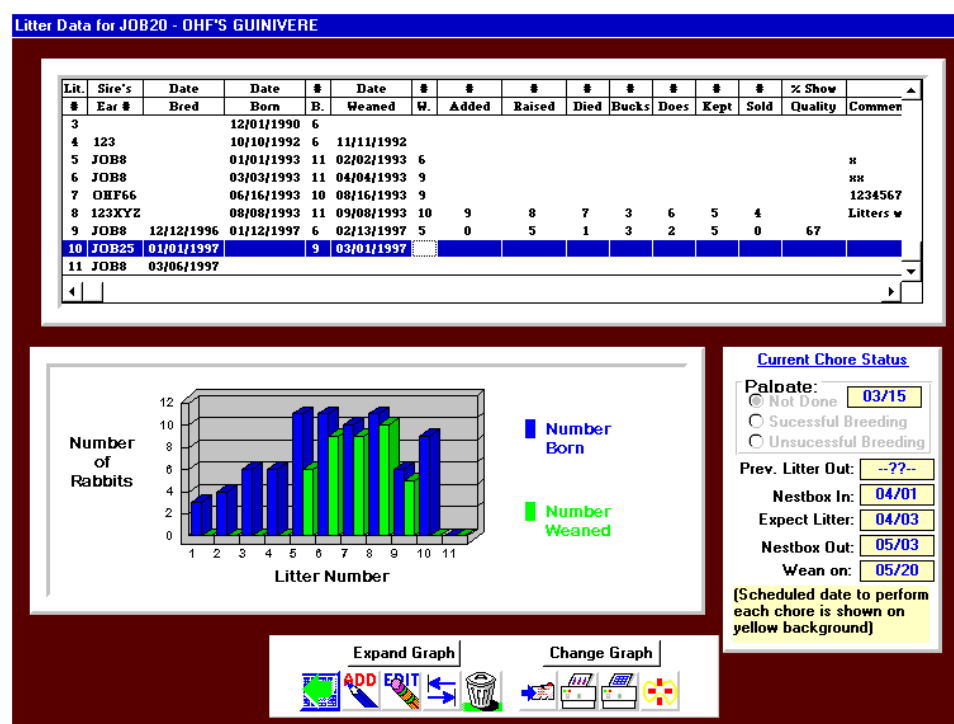 Litter Data for JOB20 - OHF'S GUINIVERE
Lit. Sire's Date Date # Date # # # # # # # # % Show
# Ear # Bred Born B. Weaned W. Added Raised Died Bucks Does Kept Sold Quality Commen
3 12/01/1990 6
4 123 10/10/1992 6 11/11/1992
5 JOB8 01/01/1993 11 02/02/1993 6 x
6 JOB8 03/03/1993 11 04/04/1993 9 xx
7 OHF66 06/16/1993 10 08/16/1993 9 1234567
8 123XYZ 08/08/1993 11 09/08/1993 10 9 8 7 3 6 5 4 Litters w
9 JOB8 12/12/1996 01/12/1997 6 02/13/1997 5 0 5 1 3 2 5 0 67
10 JOB25 01/01/1997 9 03/01/1997
11 JOB8 03/06/1997
Number
of
Rabbits
12
10
8
6
4
2
0
1 2 3 4 5 6 7 8 9 10 11
Litter Number
Number
Born
Number
Weaned
Current Chore Status
Palpate:
03/15
Not Done
Sucessful Breeding
Unsucessful Breeding
Prev. Litter Out: --??--
Nestbox In: 04/01
Expect Litter: 04/03
Nestbox Out: 05/03
Wean on: 05/20
(Scheduled date to perform
each chore is shown on
yellow background)
Expand Graph Change Graph
ADD EDIT